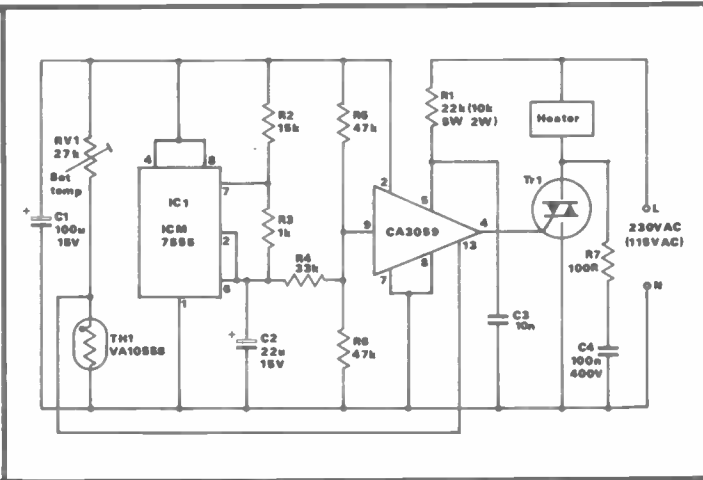 R1
22k (10k
5W 2W)
R2
15k
R5
47k
Heater
RV1
27k
Set
temp
4
8
7
IC1
ICM
7555
2
6
1
Tr1
2
5
9
CA3059
4
13
7
8
L
230VAC
(115VAC)
N
+
C1
100u
15V
R3
1k
R4
33k
R7
100R
TH1
+
C2
22u
15V
R6
47k
C3
10n
C4
100n
400V